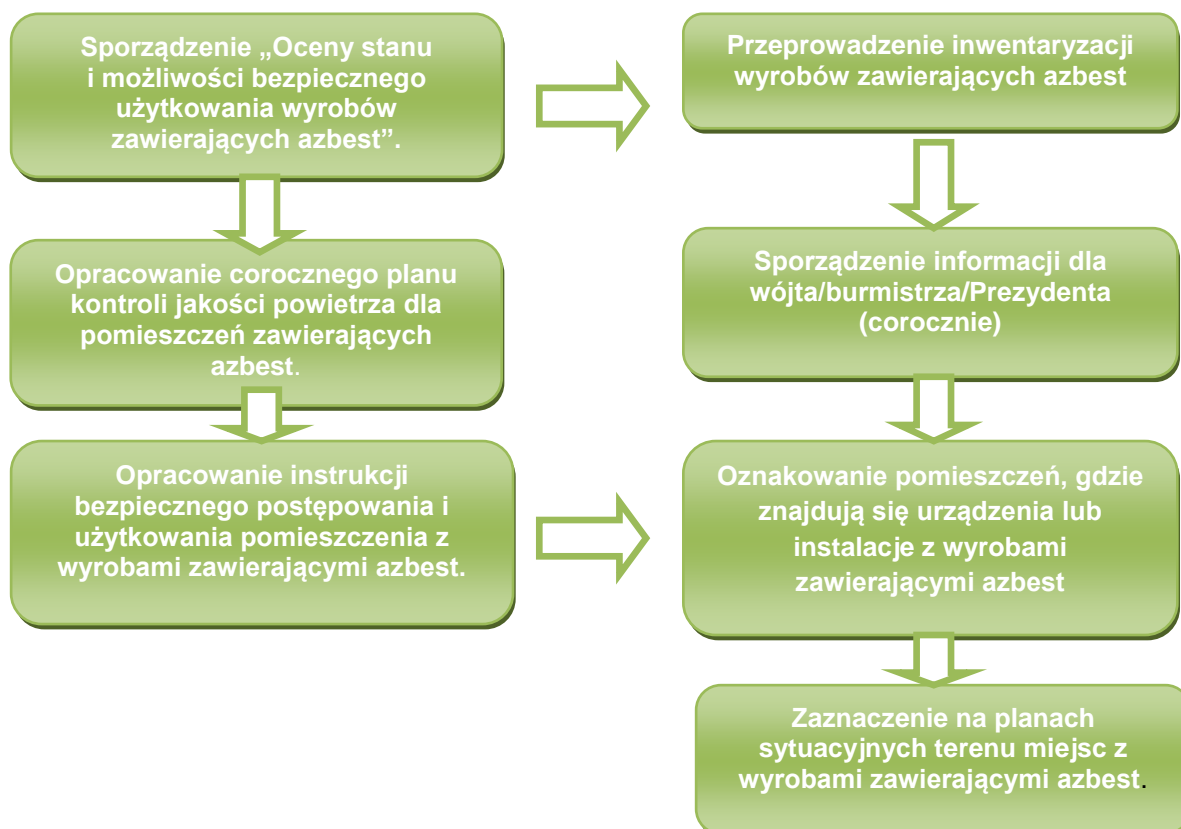 Sporządzenie „Oceny stanu
i możliwości bezpiecznego
użytkowania wyrobów
zawierających azbest”.
Przeprowadzenie inwentaryzacji
wyrobów zawierających azbest
Opracowanie corocznego planu
kontroli jakości powietrza dla
pomieszczeń zawierających
azbest.
Sporządzenie informacji dla
wójta/burmistrza/Prezydenta
(corocznie)
Opracowanie instrukcji
bezpiecznego postępowania i
użytkowania pomieszczenia z
wyrobami zawierającymi azbest.
Oznakowanie pomieszczeń, gdzie
znajdują się urządzenia lub
instalacje z wyrobami
zawierającymi azbest
Zaznaczenie na planach
sytuacyjnych terenu miejsc z
wyrobami zawierającymi azbest.